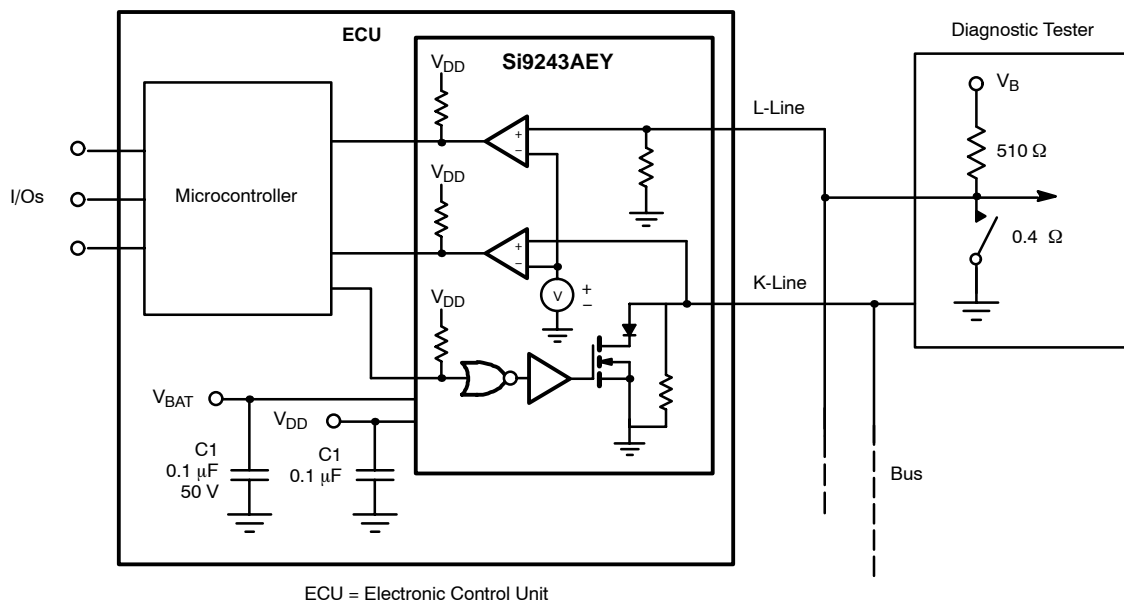 ECU
Si9243AEY
Diagnostic Tester
VDD
VB
L-Line
+
−
510 Ω
I/Os
Microcontroller
VDD
0.4 Ω
+
−
K-Line
V
+
−
VDD
VBAT
VDD
C1
0.1 μF
50 V
C1
0.1 μF
Bus
ECU = Electronic Control Unit